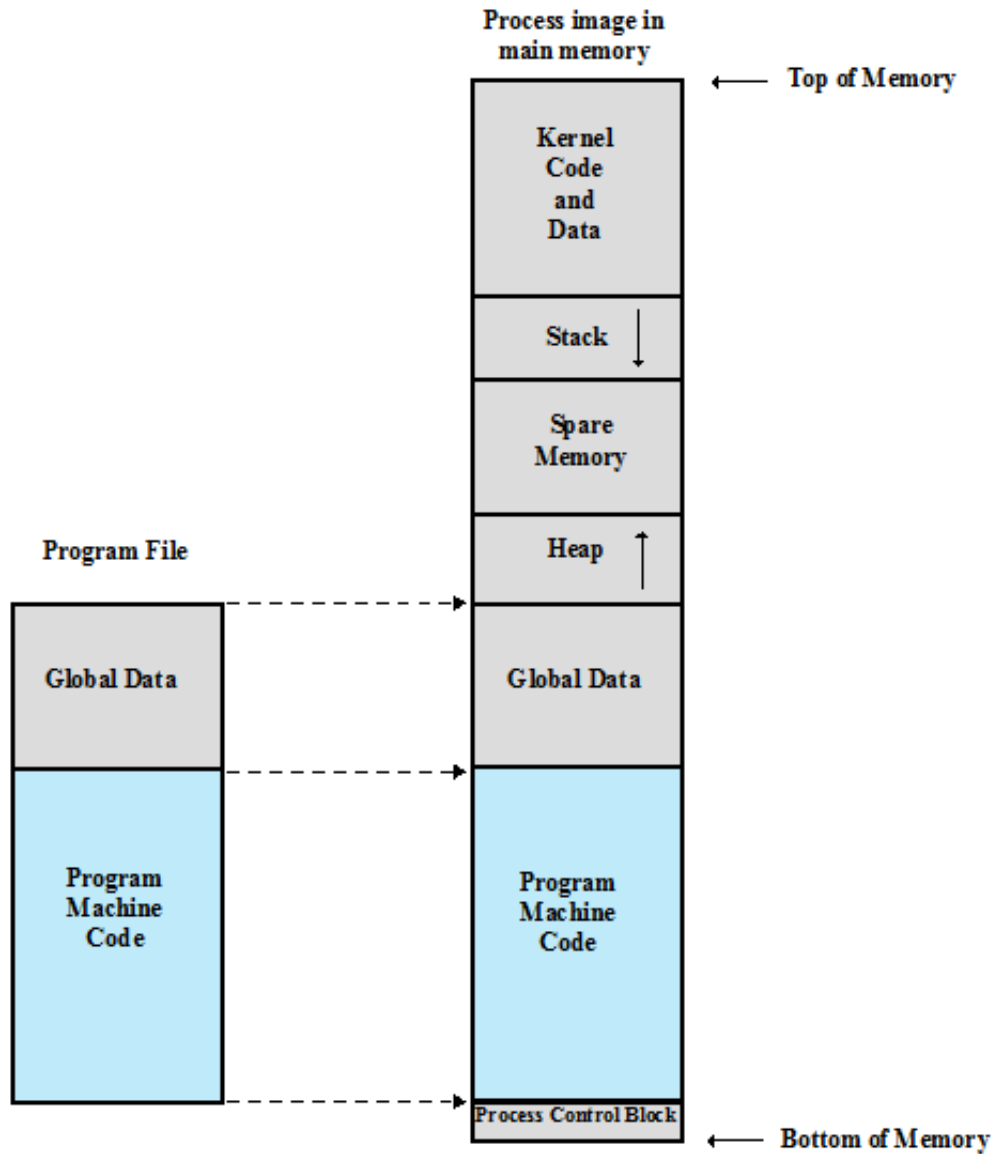 Process image in
main memory
Top of Memory
Kernel
Code
and
Data
Stack
Spare
Memory
Heap
Program File
Global Data
Global Data
Program
Machine
Code
Program
Machine
Code
Process Control Block
Bottom of Memory